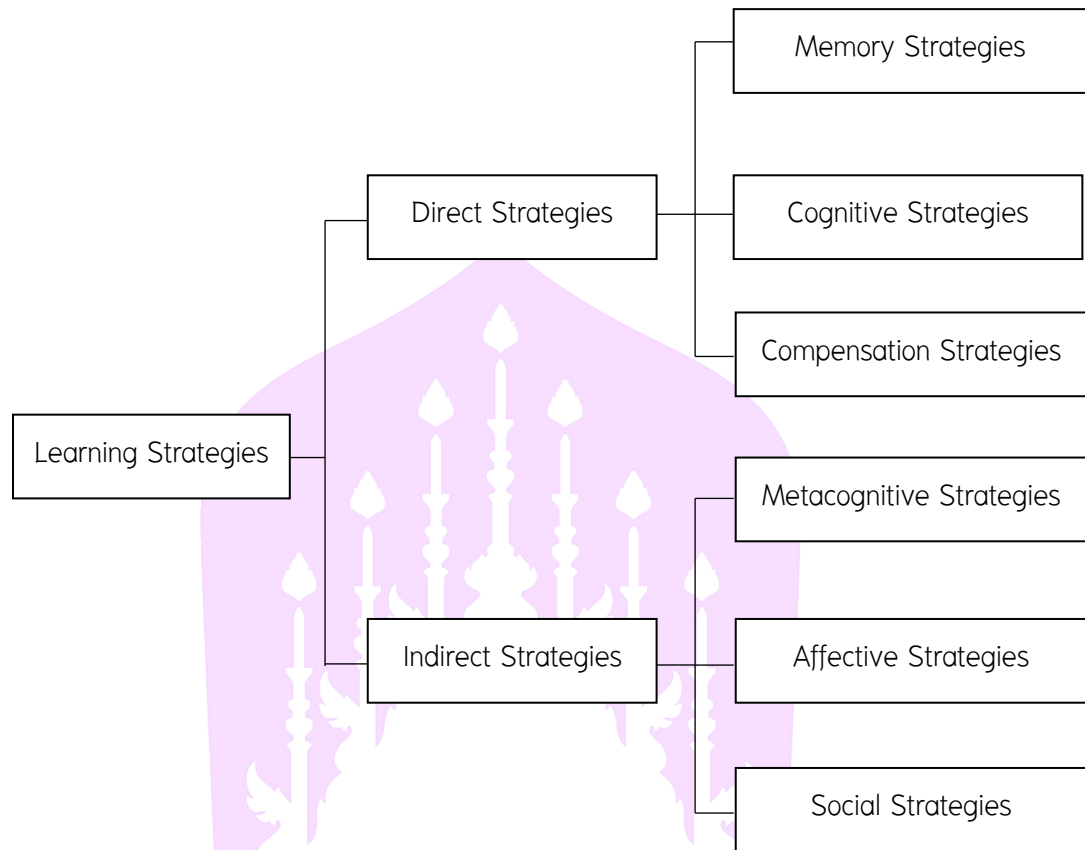 Memory Strategies
Direct Strategies
Cognitive Strategies
Compensation Strategies
Learning Strategies
Metacognitive Strategies
Indirect Strategies
Affective Strategies
Social Strategies